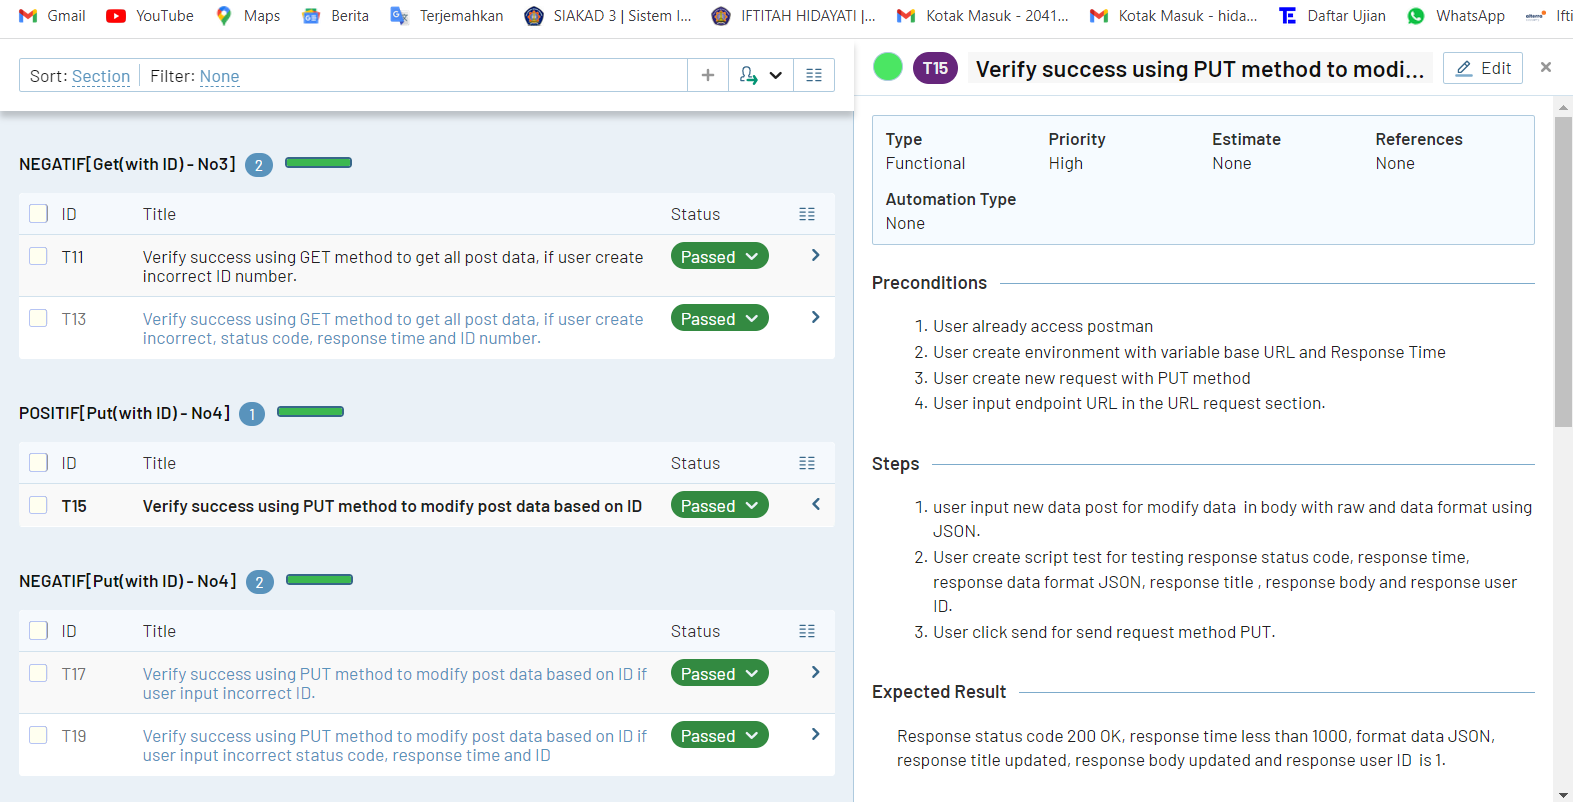 Gmail YouTube Maps Berita Terjemahkan SIAKAD 3 | Sistem I... IFTITAH HIDAYATI |... Kotak Masuk - 2041... Kotak Masuk - hida... Daftar Ujian WhatsApp Ifti
Sort: Section Filter: None
NEGATIF[Get(with ID) - No3] 2
ID Title Status
T11 Verify success using GET method to get all post data, if user create Passed
incorrect ID number.
T13 Verify success using GET method to get all post data, if user create Passed
incorrect, status code, response time and ID number.
POSITIF[Put(with ID) - No4] 1
ID Title Status
T15 Verify success using PUT method to modify post data based on ID Passed
NEGATIF[Put(with ID) - No4] 2
ID Title Status
T17 Verify success using PUT method to modify post data based on ID if Passed
user input incorrect ID.
T19 Verify success using PUT method to modify post data based on ID if Passed
user input incorrect status code, response time and ID
T15 Verify success using PUT method to modi... Edit
Type Priority Estimate References
Functional High None None
Automation Type
None
Preconditions
1. User already access postman
2. User create environment with variable base URL and Response Time
3. User create new request with PUT method
4. User input endpoint URL in the URL request section.
Steps
1. user input new data post for modify data in body with raw and data format using
JSON.
2. User create script test for testing response status code, response time,
response data format JSON, response title , response body and response user
ID.
3. User click send for send request method PUT.
Expected Result
Response status code 200 OK, response time less than 1000, format data JSON,
response title updated, response body updated and response user ID is 1.